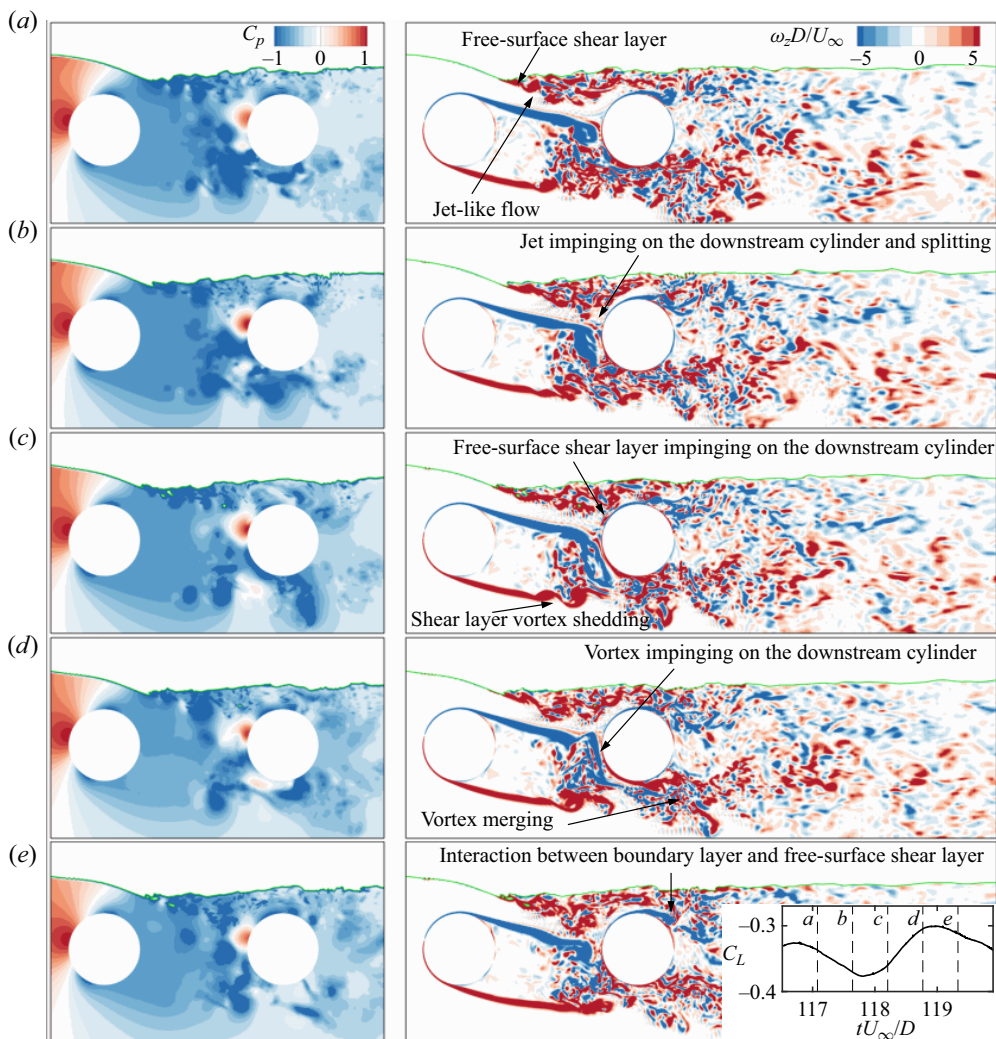 (a)
C_p
−1 0 1
Free-surface shear layer
ω_zD/U_∞
−5 0 5
Jet-like flow
(b)
Jet impinging on the downstream cylinder and splitting
(c)
Free-surface shear layer impinging on the downstream cylinder
Shear layer vortex shedding
(d)
Vortex impinging on the downstream cylinder
Vortex merging
(e)
Interaction between boundary layer and free-surface shear layer
a b c d e
−0.3
C_L
−0.4
117 118 119
tU_∞/D